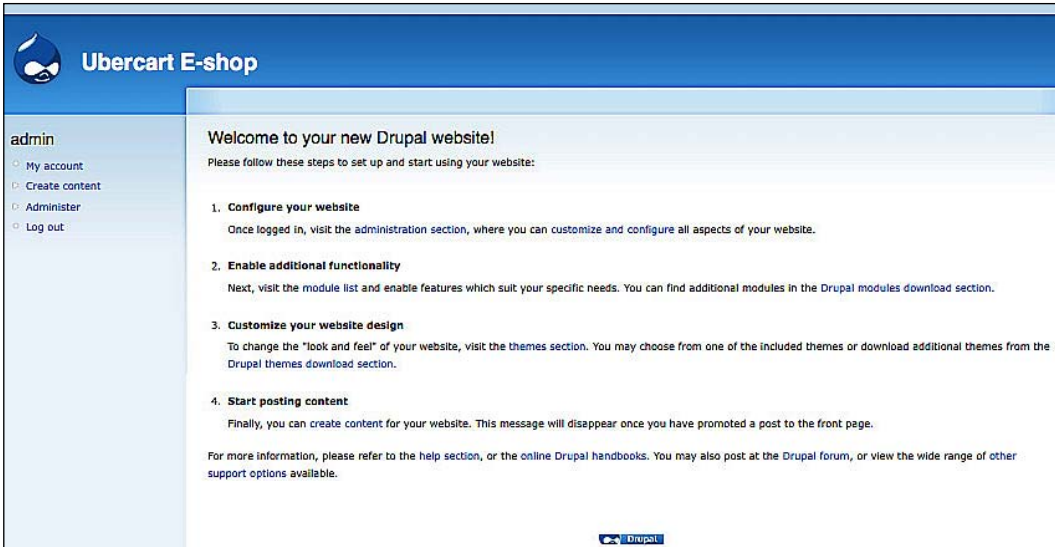 Ubercart E-shop
admin
My account
Create content
Administer
Log out
Welcome to your new Drupal website!
Please follow these steps to set up and start using your website:
1. Configure your website
Once logged in, visit the administration section, where you can customize and configure all aspects of your website.
2. Enable additional functionality
Next, visit the module list and enable features which suit your specific needs. You can find additional modules in the Drupal modules download section.
3. Customize your website design
To change the "look and feel" of your website, visit the themes section. You may choose from one of the included themes or download additional themes from the
Drupal themes download section.
4. Start posting content
Finally, you can create content for your website. This message will disappear once you have promoted a post to the front page.
For more information, please refer to the help section, or the online Drupal handbooks. You may also post at the Drupal forum, or view the wide range of other
support options available.
Drupal